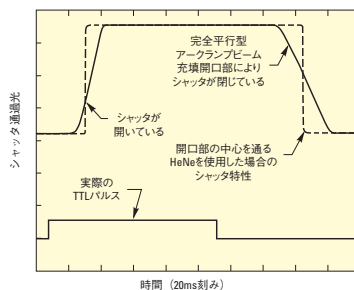 完全平行型
アークランプビーム
充填開口部により
シャッタが閉じている
シャッタ通過光
シャッタが
開いている
開口部の中心を通る
HeNeを使用した場合の
シャッタ特性
実際の
TTLパルス
時間（20ms刻み）